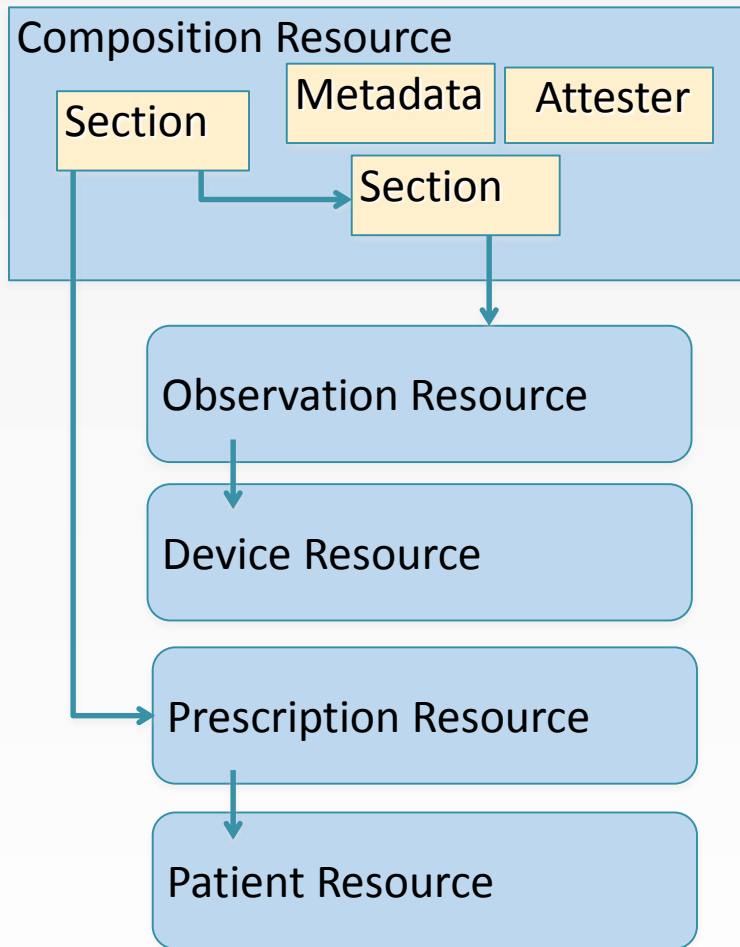 Composition Resource
Metadata
Attester
Section
Section
Observation Resource
Device Resource
Prescription Resource
Patient Resource